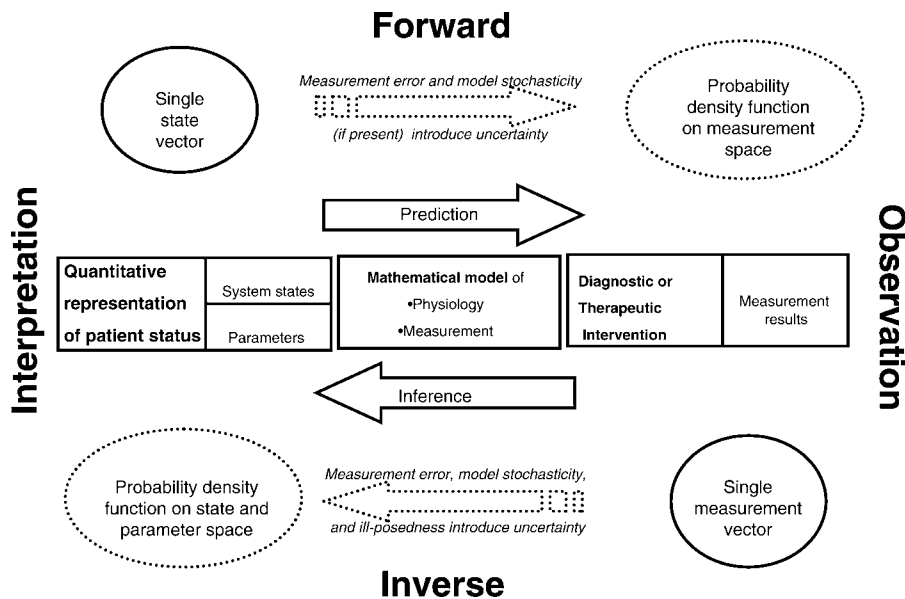 Forward
Single
state
vector
Measurement error and model stochasticity
(if present) introduce uncertainty
Probability
density function
on measurement
space
Prediction
Interpretation
Quantitative
representation
of patient status
System states
Parameters
Mathematical model of
•Physiology
•Measurement
Diagnostic or
Therapeutic
Intervention
Measurement
results
Observation
Inference
Probability density
function on state and
parameter space
Measurement error, model stochasticity,
and ill-posedness introduce uncertainty
Single
measurement
vector
Inverse